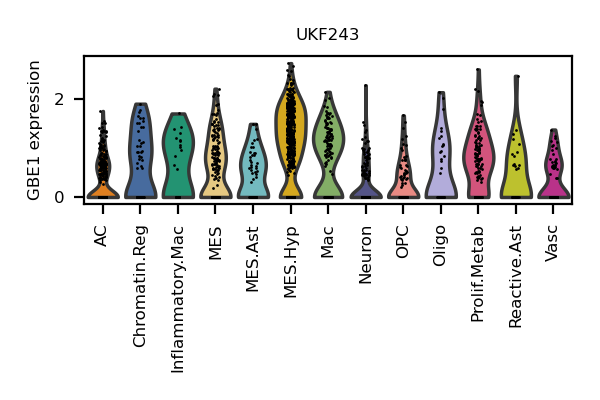 UKF243
GBE1 expression
2
0
AC
Chromatin.Reg
Inflammatory.Mac
MES
MES.Ast
MES.Hyp
Mac
Neuron
OPC
Oligo
Prolif.Metab
Reactive.Ast
Vasc